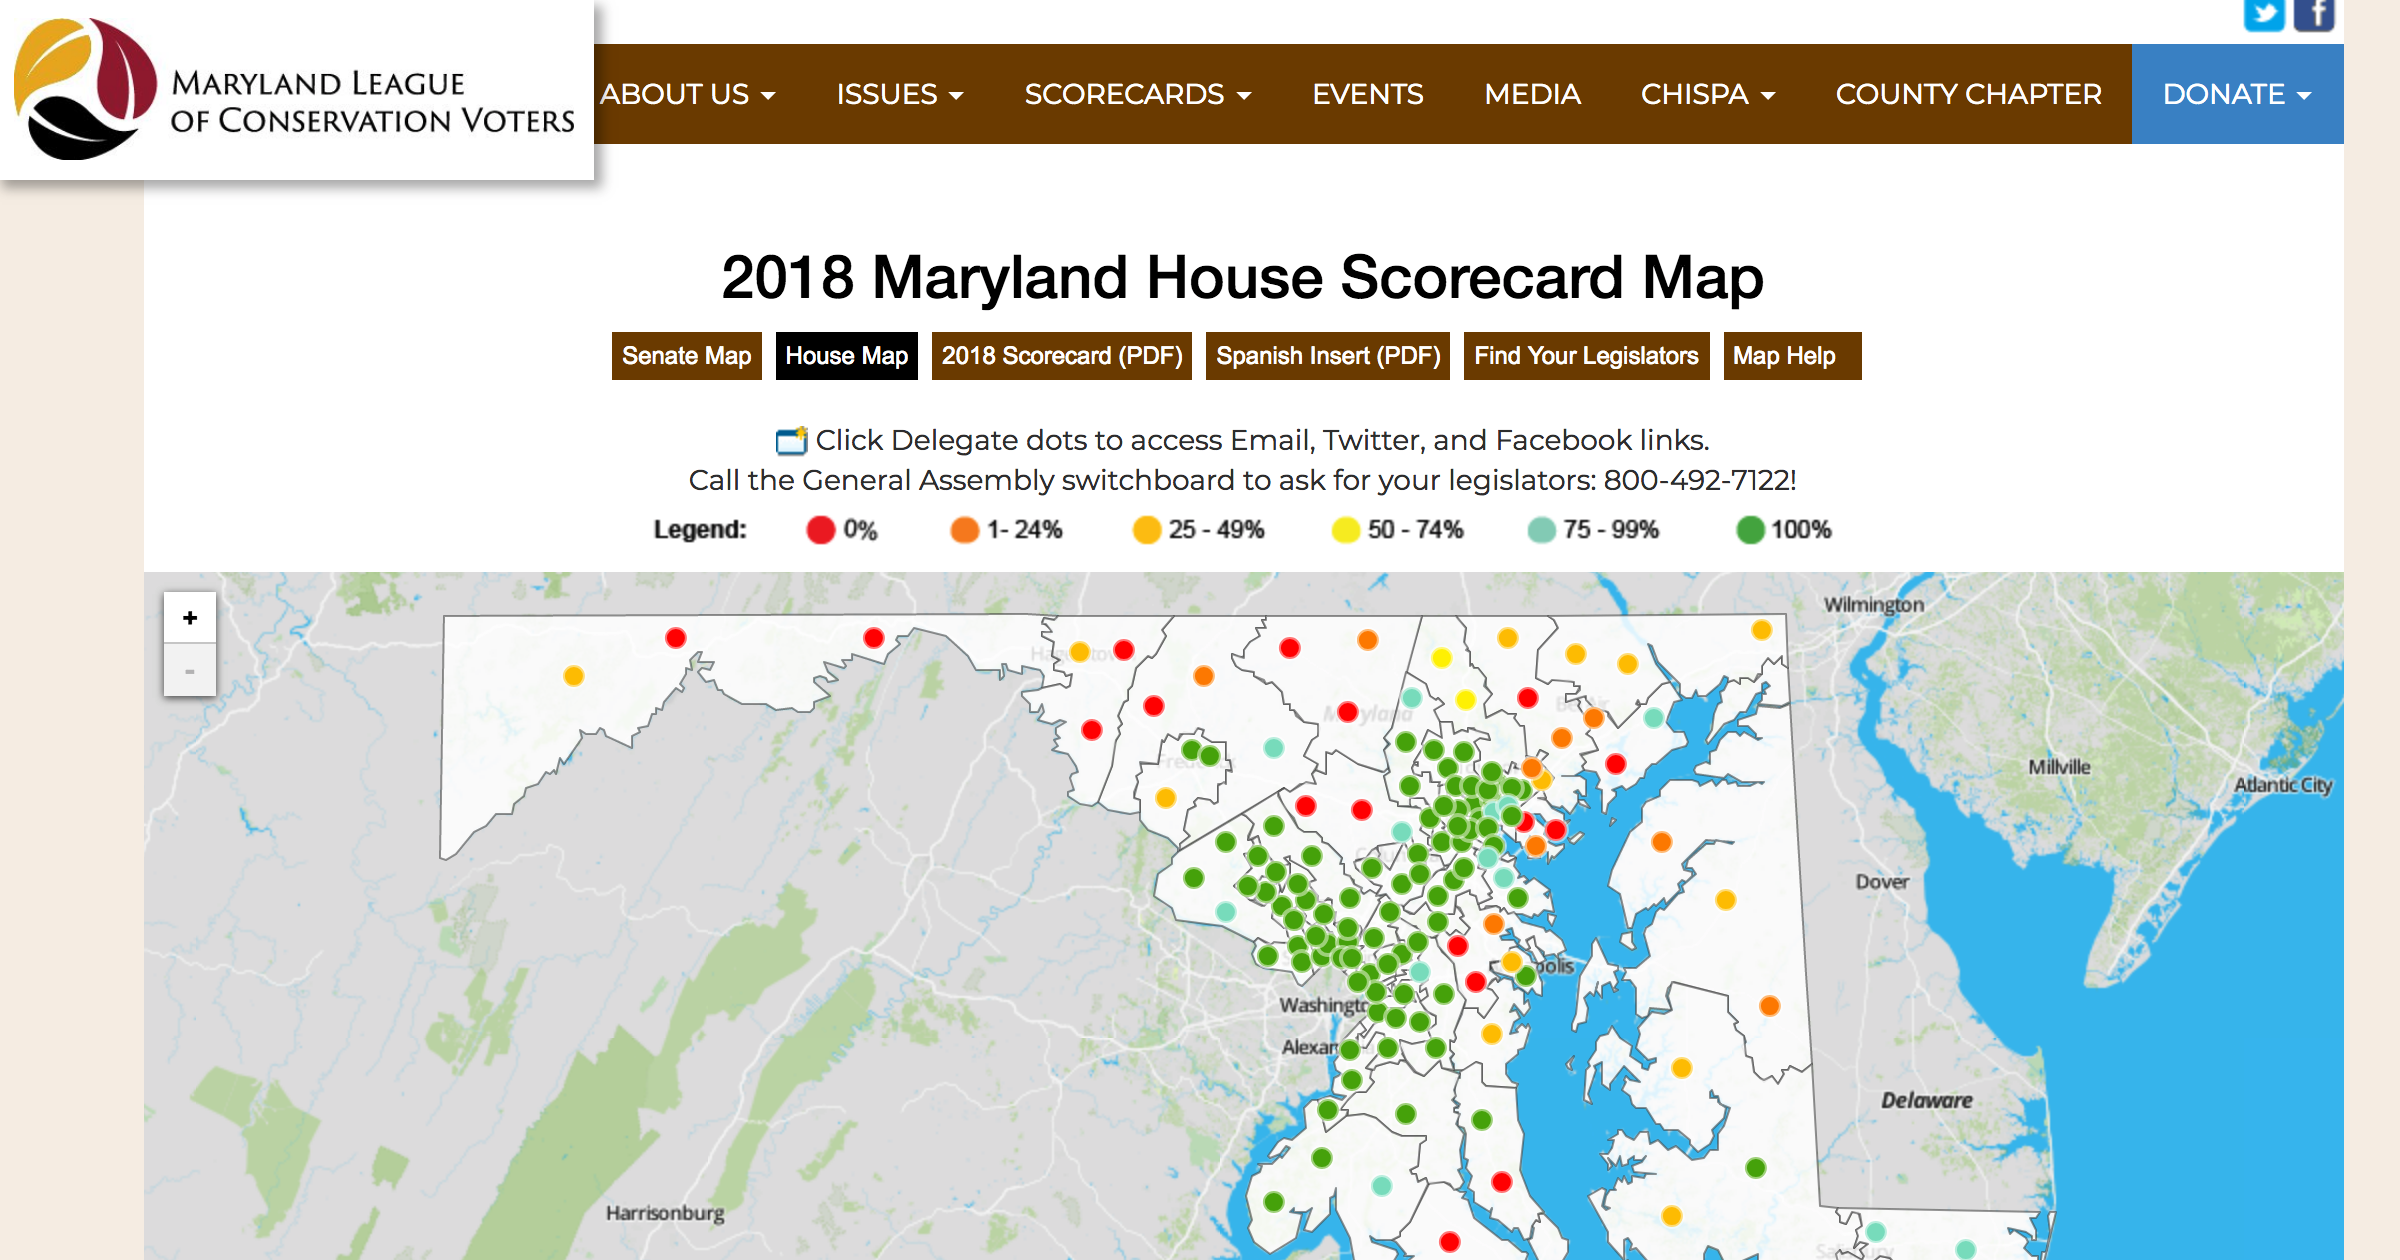 MARYLAND LEAGUE
OF CONSERVATION VOTERS
ABOUT US
ISSUES
SCORECARDS
EVENTS
MEDIA
CHISPA
COUNTY CHAPTER
DONATE
2018 Maryland House Scorecard Map
Senate Map
House Map
2018 Scorecard (PDF)
Spanish Insert (PDF)
Find Your Legislators
Map Help
Click Delegate dots to access Email, Twitter, and Facebook links.
Call the General Assembly switchboard to ask for your legislators: 800-492-7122!
Legend: 0% 1- 24% 25 - 49% 50 - 74% 75 - 99% 100%
+
-
Wilmington
Millville
Atlantic City
Dover
polis
Washingt
Alexan
Delaware
Harrisonburg